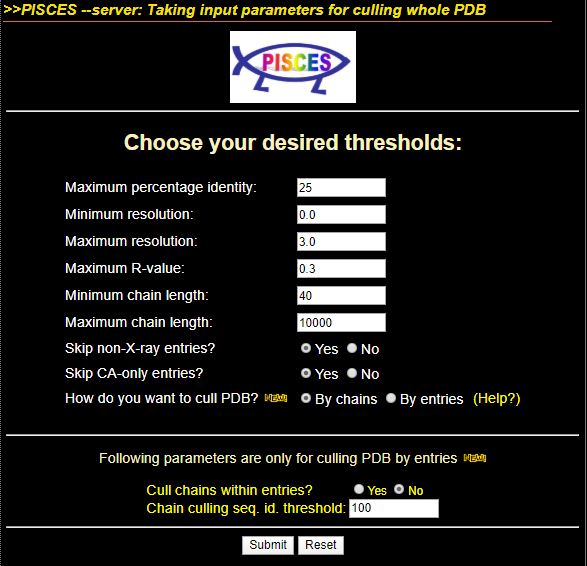 >>PISCES --server: Taking input parameters for culling whole PDB
PISCES
Choose your desired thresholds:
Maximum percentage identity: 25
Minimum resolution: 0.0
Maximum resolution: 3.0
Maximum R-value: 0.3
Minimum chain length: 40
Maximum chain length: 10000
Skip non-X-ray entries? Yes No
Skip CA-only entries? Yes No
How do you want to cull PDB? NEW By chains By entries (Help?)
Following parameters are only for culling PDB by entries NEW
Cull chains within entries? Yes No
Chain culling seq. id. threshold: 100
Submit Reset